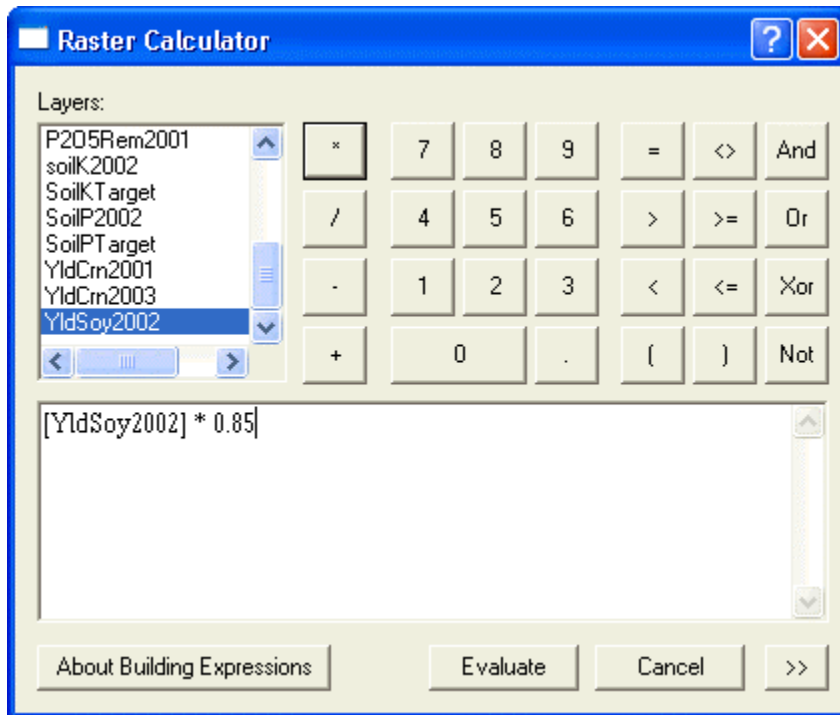 Raster Calculator
?
Layers:
P2O5Rem2001
soilK2002
SoilKTarget
SoilP2002
SoilPTarget
YldCrn2001
YldCrn2003
YldSoy2002
* 7 8 9 = <> And
/ 4 5 6 > >= Or
- 1 2 3 < <= Xor
+ 0 . ( ) Not
[YldSoy2002] * 0.85
About Building Expressions Evaluate Cancel >>